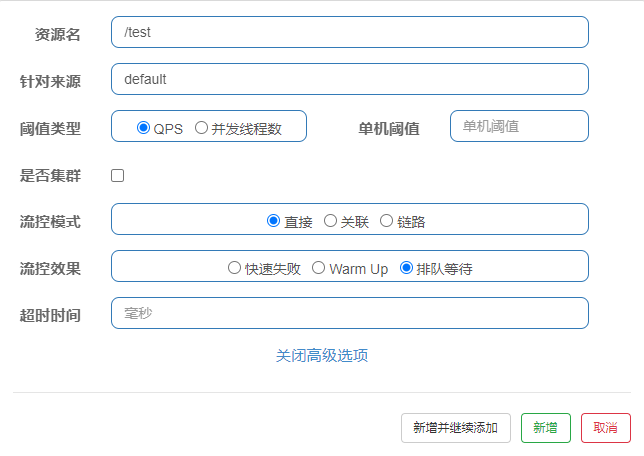 资源名 /test
针对来源 default
阈值类型 QPS 并发线程数 单机阈值 单机阈值
是否集群
流控模式 直接 关联 链路
流控效果 快速失败 Warm Up 排队等待
超时时间 毫秒
关闭高级选项
新增并继续添加 新增 取消